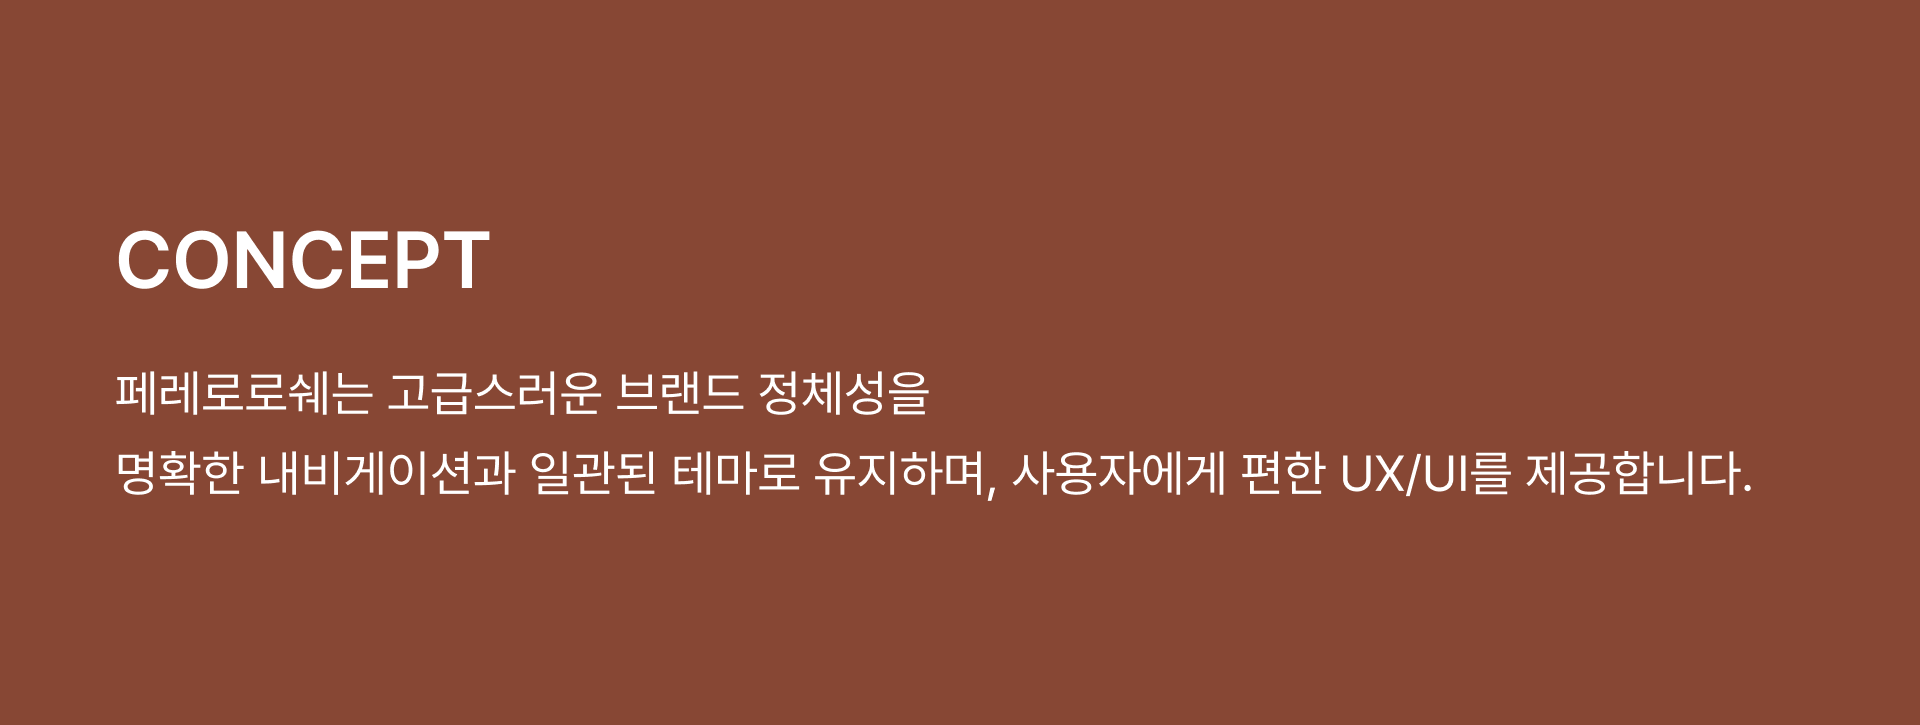 CONCEPT
페레로로쉐는 고급스러운 브랜드 정체성을
명확한 내비게이션과 일관된 테마로 유지하며, 사용자에게 편한 UX/UI를 제공합니다.